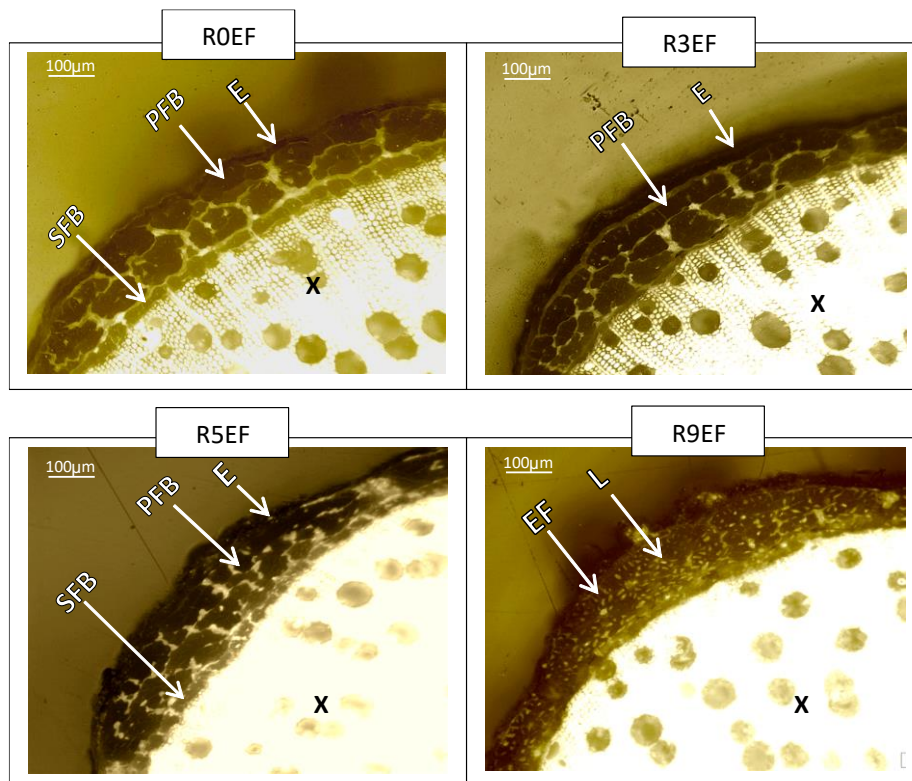 R0EF
R3EF
100µm
PFB
E
SFB
X
100µm
PFB
E
X
R5EF
R9EF
100µm
PFB
E
SFB
X
100µm
EF
L
X